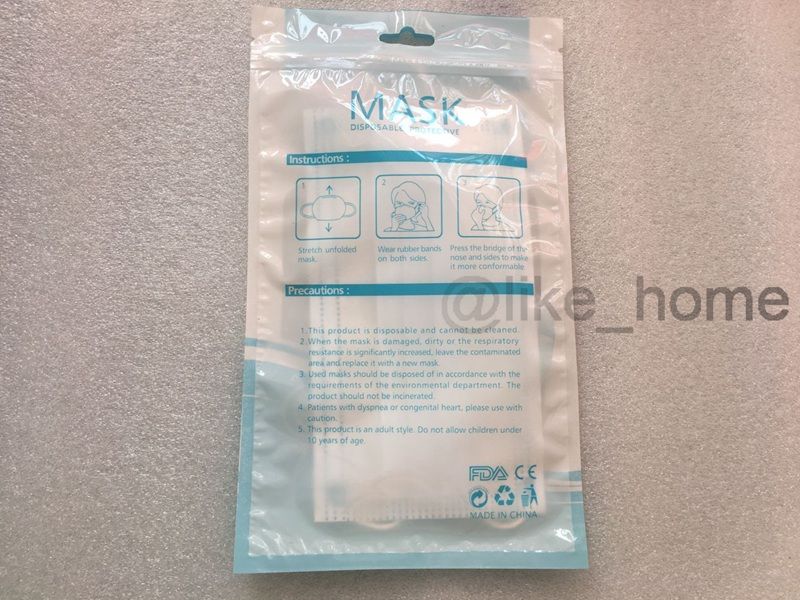 MASK
DISPOSABLE PROTECTIVE
Instructions :
1
2
3
Stretch unfolded
mask.
Wear rubber bands
on both sides.
Press the bridge of the
nose and sides to make
it more conformable.
Precautions :
@like_home
1. This product is disposable and cannot be cleaned.
2. When the mask is damaged, dirty or the respiratory
resistance is significantly increased, leave the contaminated
area and replace it with a new mask.
3. Used masks should be disposed of in accordance with the
requirements of the environmental department. The
product should not be incinerated.
4. Patients with dyspnea or congenital heart, please use with
caution.
5. This product is an adult style. Do not allow children under
10 years of age.
FDA CE
MADE IN CHINA